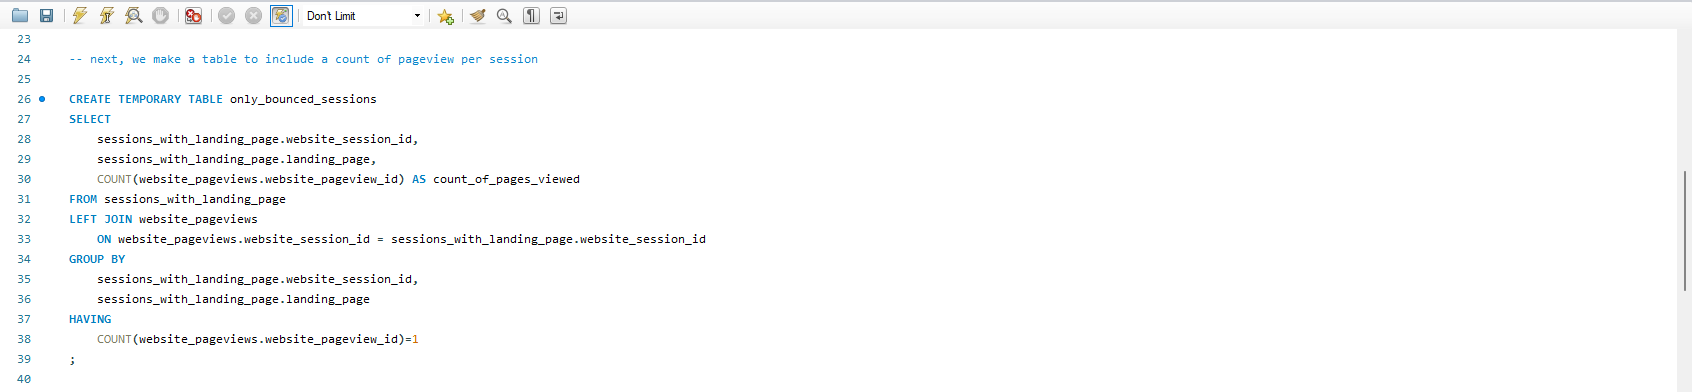 Don't Limit
23
24 -- next, we make a table to include a count of pageview per session
25
26 CREATE TEMPORARY TABLE only_bounced_sessions
27 SELECT
28 sessions_with_landing_page.website_session_id,
29 sessions_with_landing_page.landing_page,
30 COUNT(website_pageviews.website_pageview_id) AS count_of_pages_viewed
31 FROM sessions_with_landing_page
32 LEFT JOIN website_pageviews
33 ON website_pageviews.website_session_id = sessions_with_landing_page.website_session_id
34 GROUP BY
35 sessions_with_landing_page.website_session_id,
36 sessions_with_landing_page.landing_page
37 HAVING
38 COUNT(website_pageviews.website_pageview_id)=1
39 ;
40